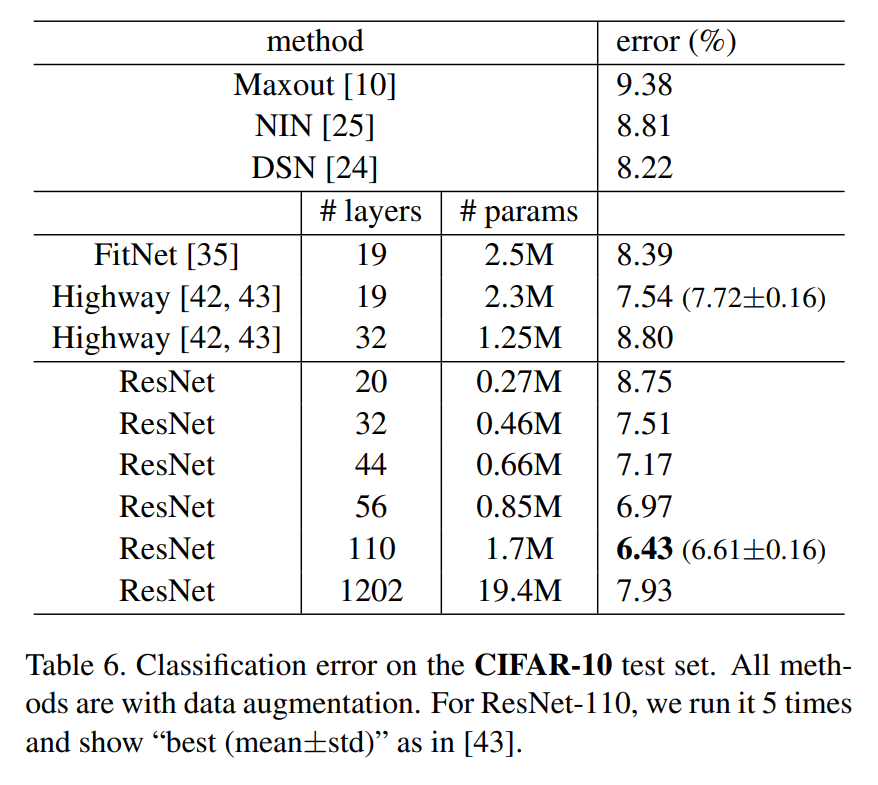 method error (%)
Maxout [10] 9.38
NIN [25] 8.81
DSN [24] 8.22
# layers # params
FitNet [35] 19 2.5M 8.39
Highway [42, 43] 19 2.3M 7.54 (7.72±0.16)
Highway [42, 43] 32 1.25M 8.80
ResNet 20 0.27M 8.75
ResNet 32 0.46M 7.51
ResNet 44 0.66M 7.17
ResNet 56 0.85M 6.97
ResNet 110 1.7M 6.43 (6.61±0.16)
ResNet 1202 19.4M 7.93
Table 6. Classification error on the CIFAR-10 test set. All meth-
ods are with data augmentation. For ResNet-110, we run it 5 times
and show “best (mean±std)” as in [43].